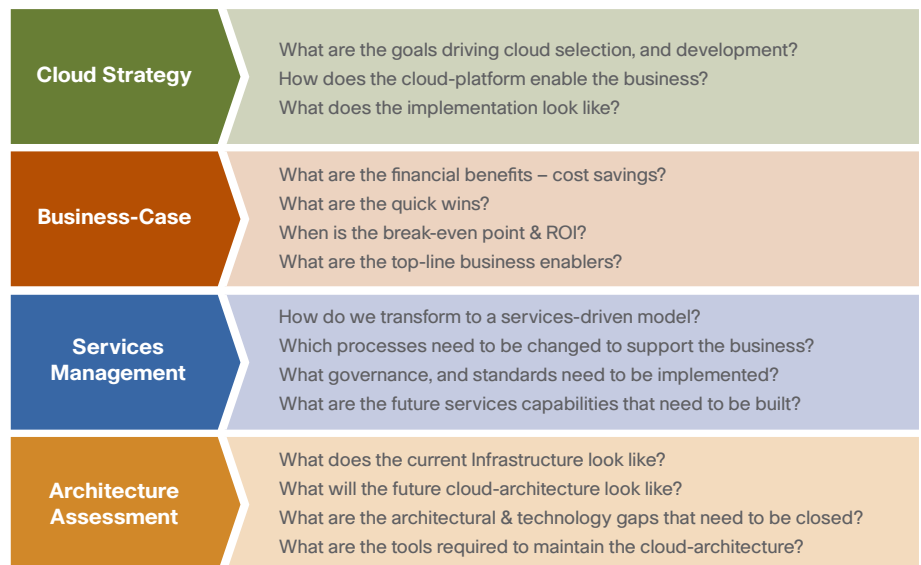 Cloud Strategy
What are the goals driving cloud selection, and development?
How does the cloud-platform enable the business?
What does the implementation look like?
Business-Case
What are the financial benefits – cost savings?
What are the quick wins?
When is the break-even point & ROI?
What are the top-line business enablers?
Services
Management
How do we transform to a services-driven model?
Which processes need to be changed to support the business?
What governance, and standards need to be implemented?
What are the future services capabilities that need to be built?
Architecture
Assessment
What does the current Infrastructure look like?
What will the future cloud-architecture look like?
What are the architectural & technology gaps that need to be closed?
What are the tools required to maintain the cloud-architecture?